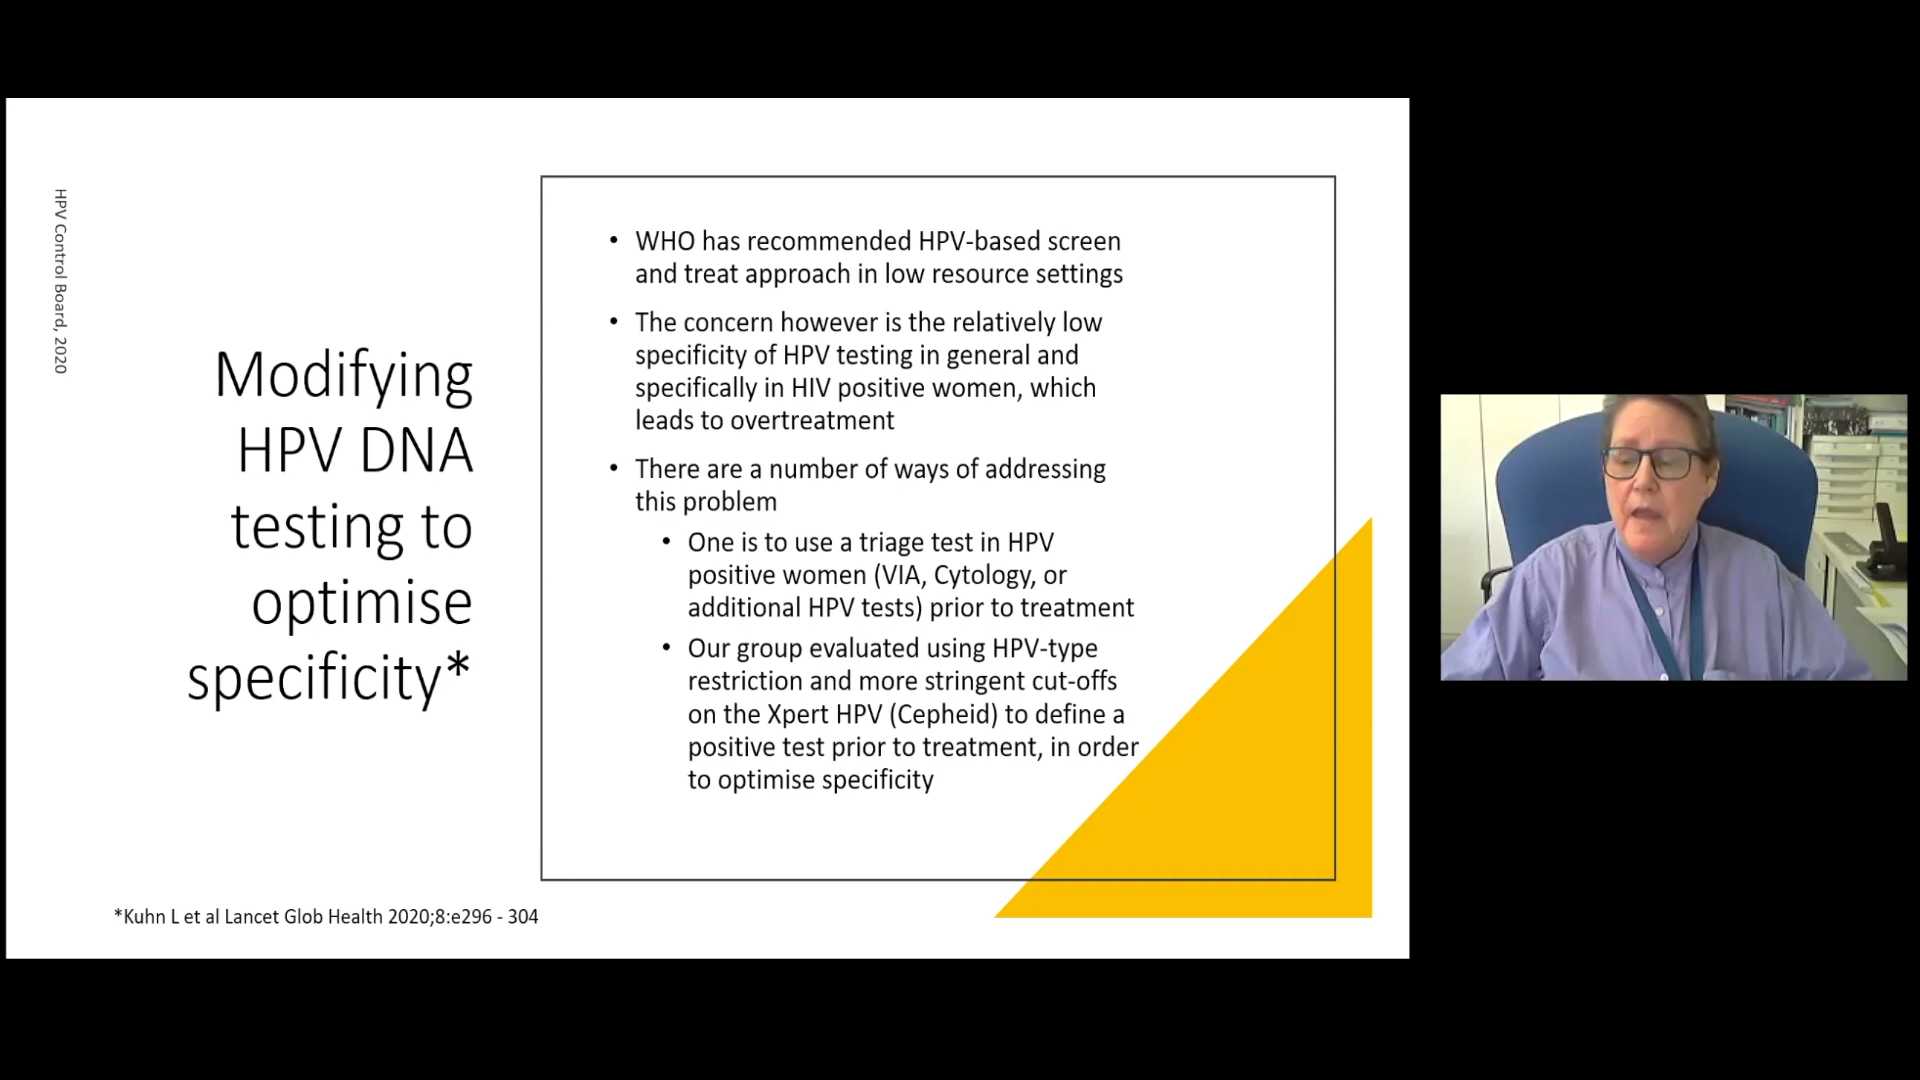 HPV Control Board, 2020
Modifying
HPV DNA
testing to
optimise
specificity*
• WHO has recommended HPV-based screen
and treat approach in low resource settings
• The concern however is the relatively low
specificity of HPV testing in general and
specifically in HIV positive women, which
leads to overtreatment
• There are a number of ways of addressing
this problem
• One is to use a triage test in HPV
positive women (VIA, Cytology, or
additional HPV tests) prior to treatment
• Our group evaluated using HPV-type
restriction and more stringent cut-offs
on the Xpert HPV (Cepheid) to define a
positive test prior to treatment, in order
to optimise specificity
*Kuhn L et al Lancet Glob Health 2020;8:e296 - 304